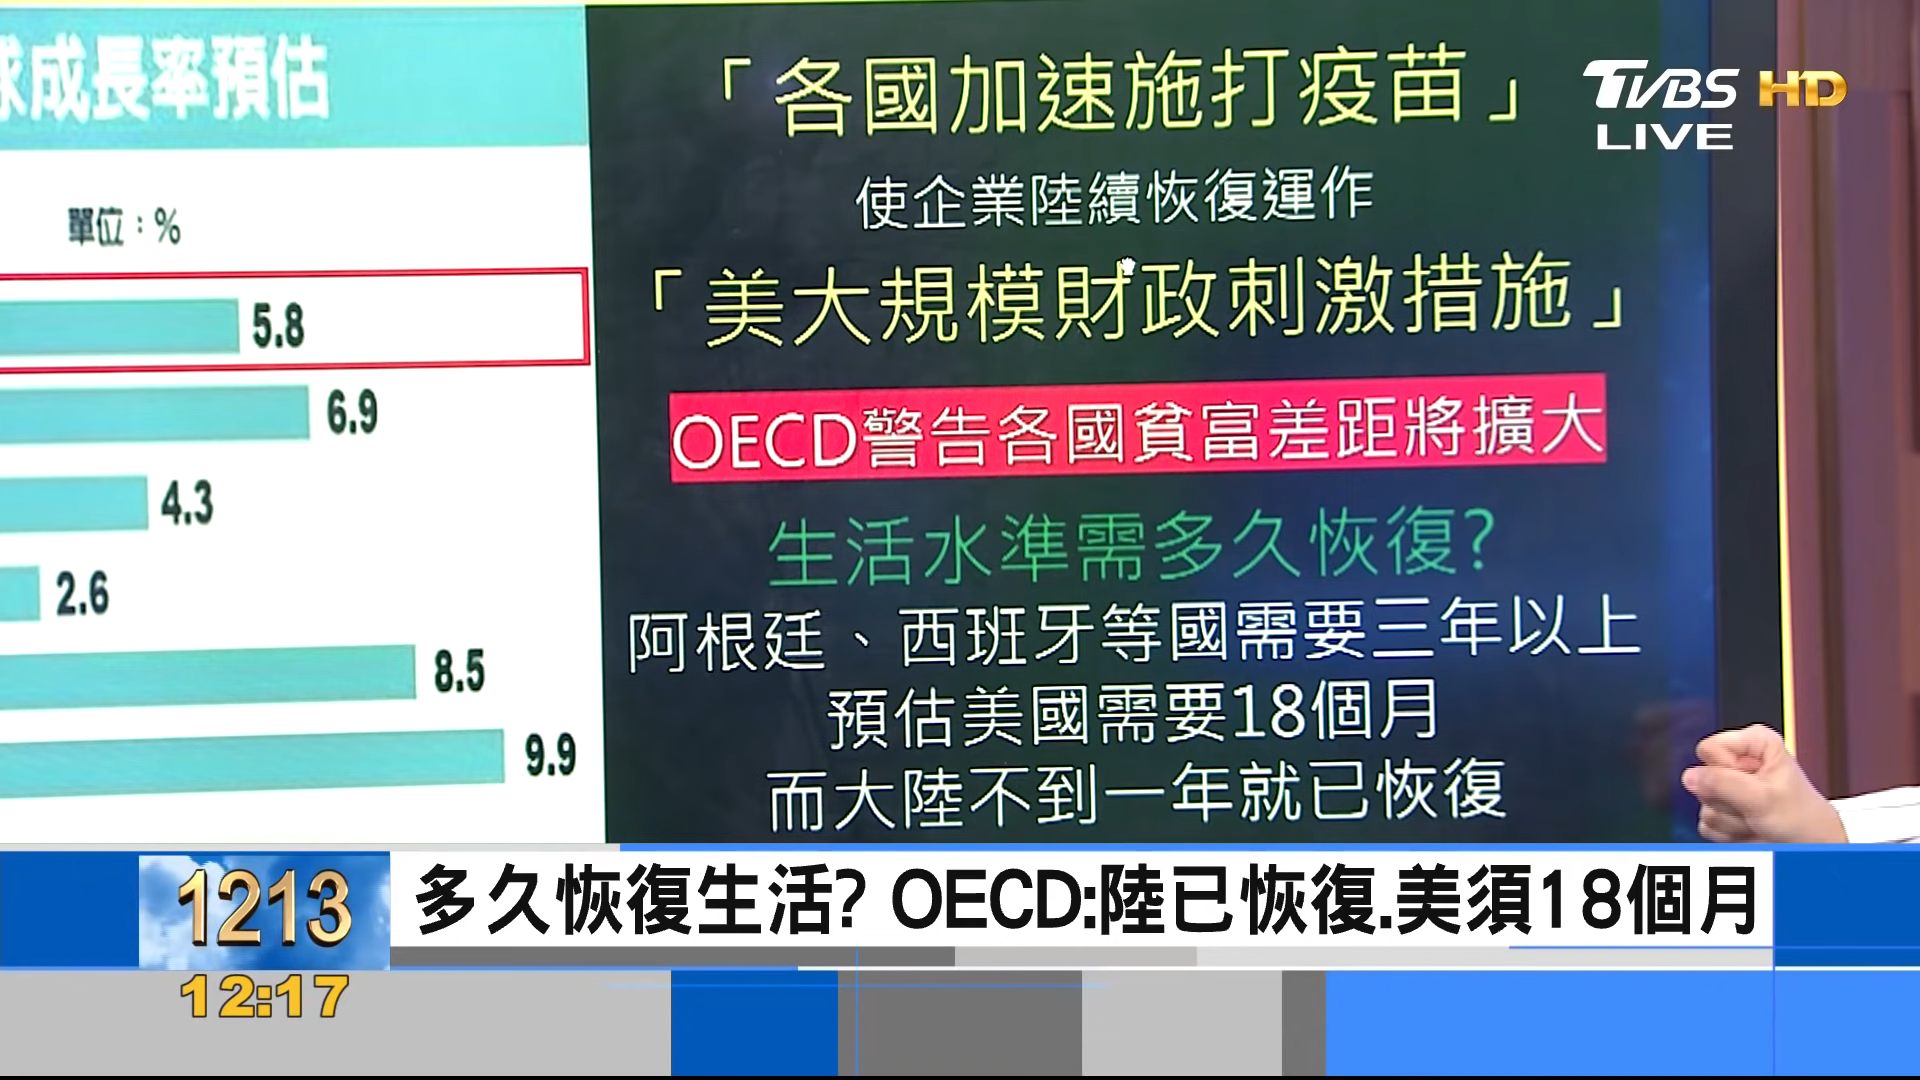 球成長率預估
單位：%
5.8
6.9
4.3
2.6
8.5
9.9
「各國加速施打疫苗」
使企業陸續恢復運作
「美大規模財政刺激措施」
OECD警告各國貧富差距將擴大
生活水準需多久恢復?
阿根廷、西班牙等國需要三年以上
預估美國需要18個月
而大陸不到一年就已恢復
TVBS HD
LIVE
1213
多久恢復生活? OECD:陸已恢復.美須18個月
12:17